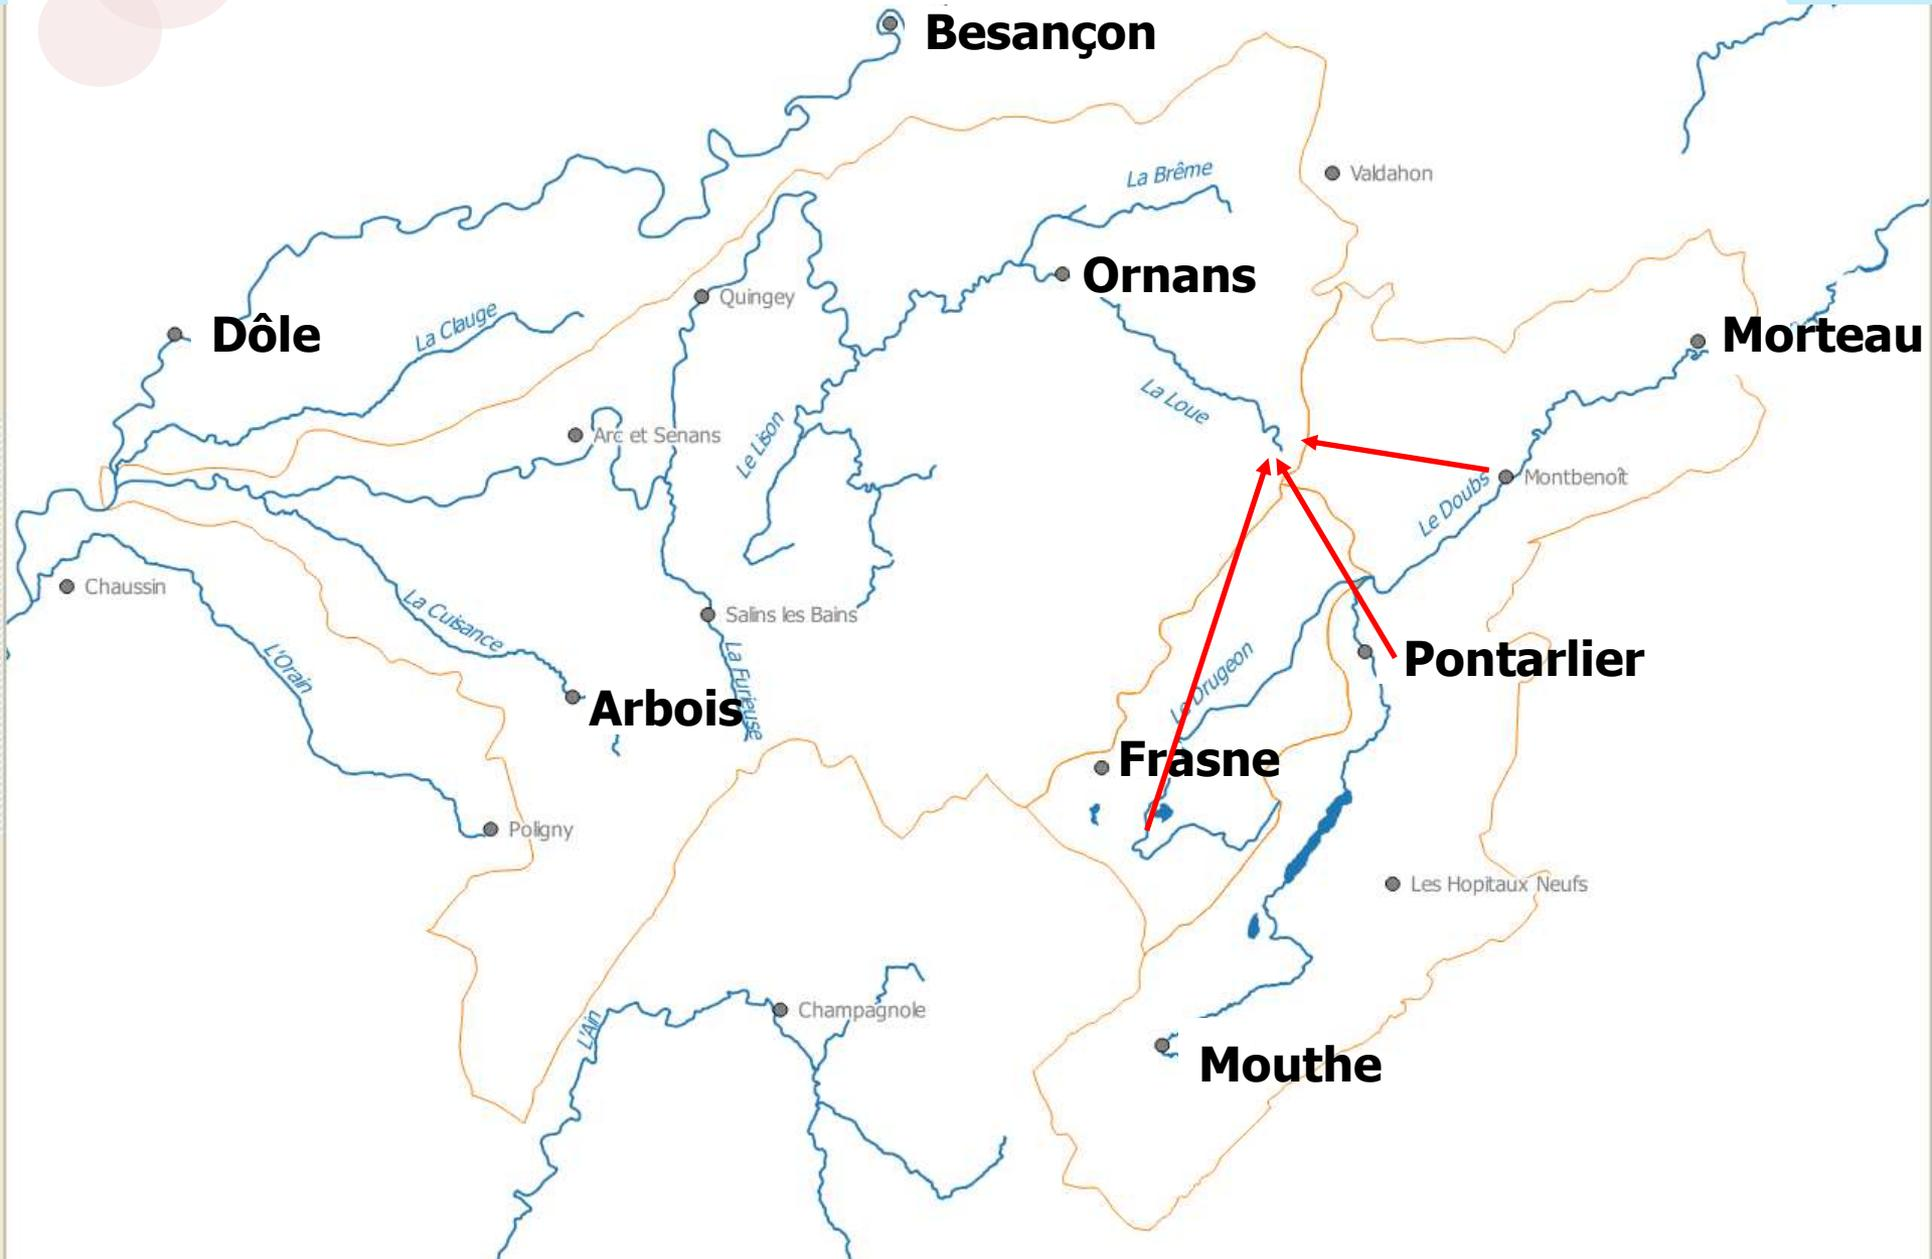 Besançon
La Brême
Valdahon
Ornans
Quingey
La Clauge
Dôle
Morteau
La Loue
Arc et Senans
Le Lison
Montbenoît
Le Doubs
Chaussin
La Cuisance
Salins les Bains
L'Orain
La Furieuse
Pontarlier
Le Drugeon
Arbois
Frasne
Poligny
Les Hopitaux Neufs
Champagnole
L'Ain
Mouthe